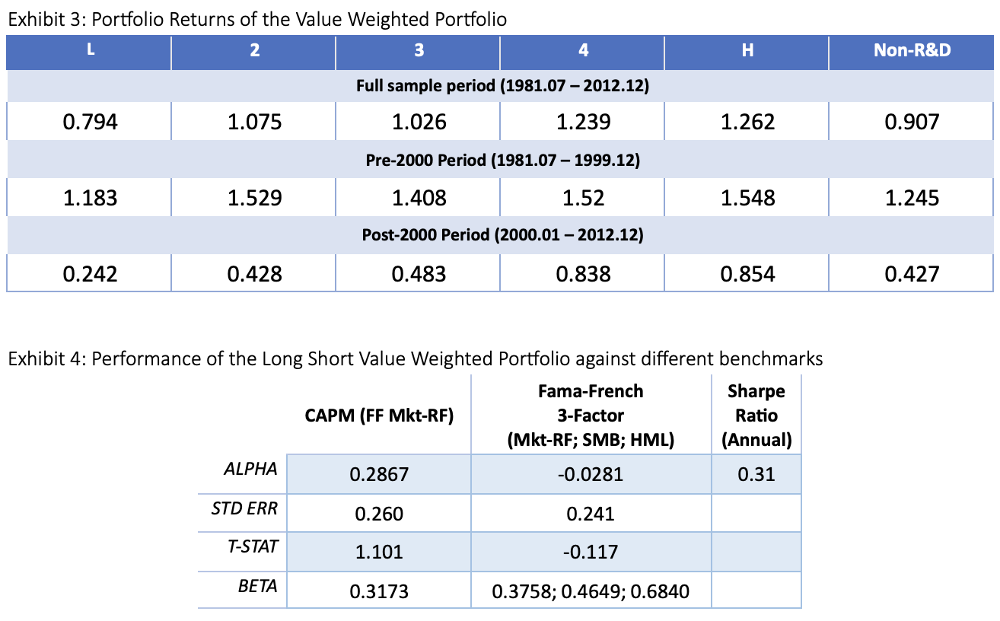 Exhibit 3: Portfolio Returns of the Value Weighted Portfolio
L 2 3 4 H Non-R&D
Full sample period (1981.07 – 2012.12)
0.794 1.075 1.026 1.239 1.262 0.907
Pre-2000 Period (1981.07 – 1999.12)
1.183 1.529 1.408 1.52 1.548 1.245
Post-2000 Period (2000.01 – 2012.12)
0.242 0.428 0.483 0.838 0.854 0.427
Exhibit 4: Performance of the Long Short Value Weighted Portfolio against different benchmarks
CAPM (FF Mkt-RF)
Fama-French
3-Factor
(Mkt-RF; SMB; HML)
Sharpe
Ratio
(Annual)
ALPHA 0.2867 -0.0281 0.31
STD ERR 0.260 0.241
T-STAT 1.101 -0.117
BETA 0.3173 0.3758; 0.4649; 0.6840